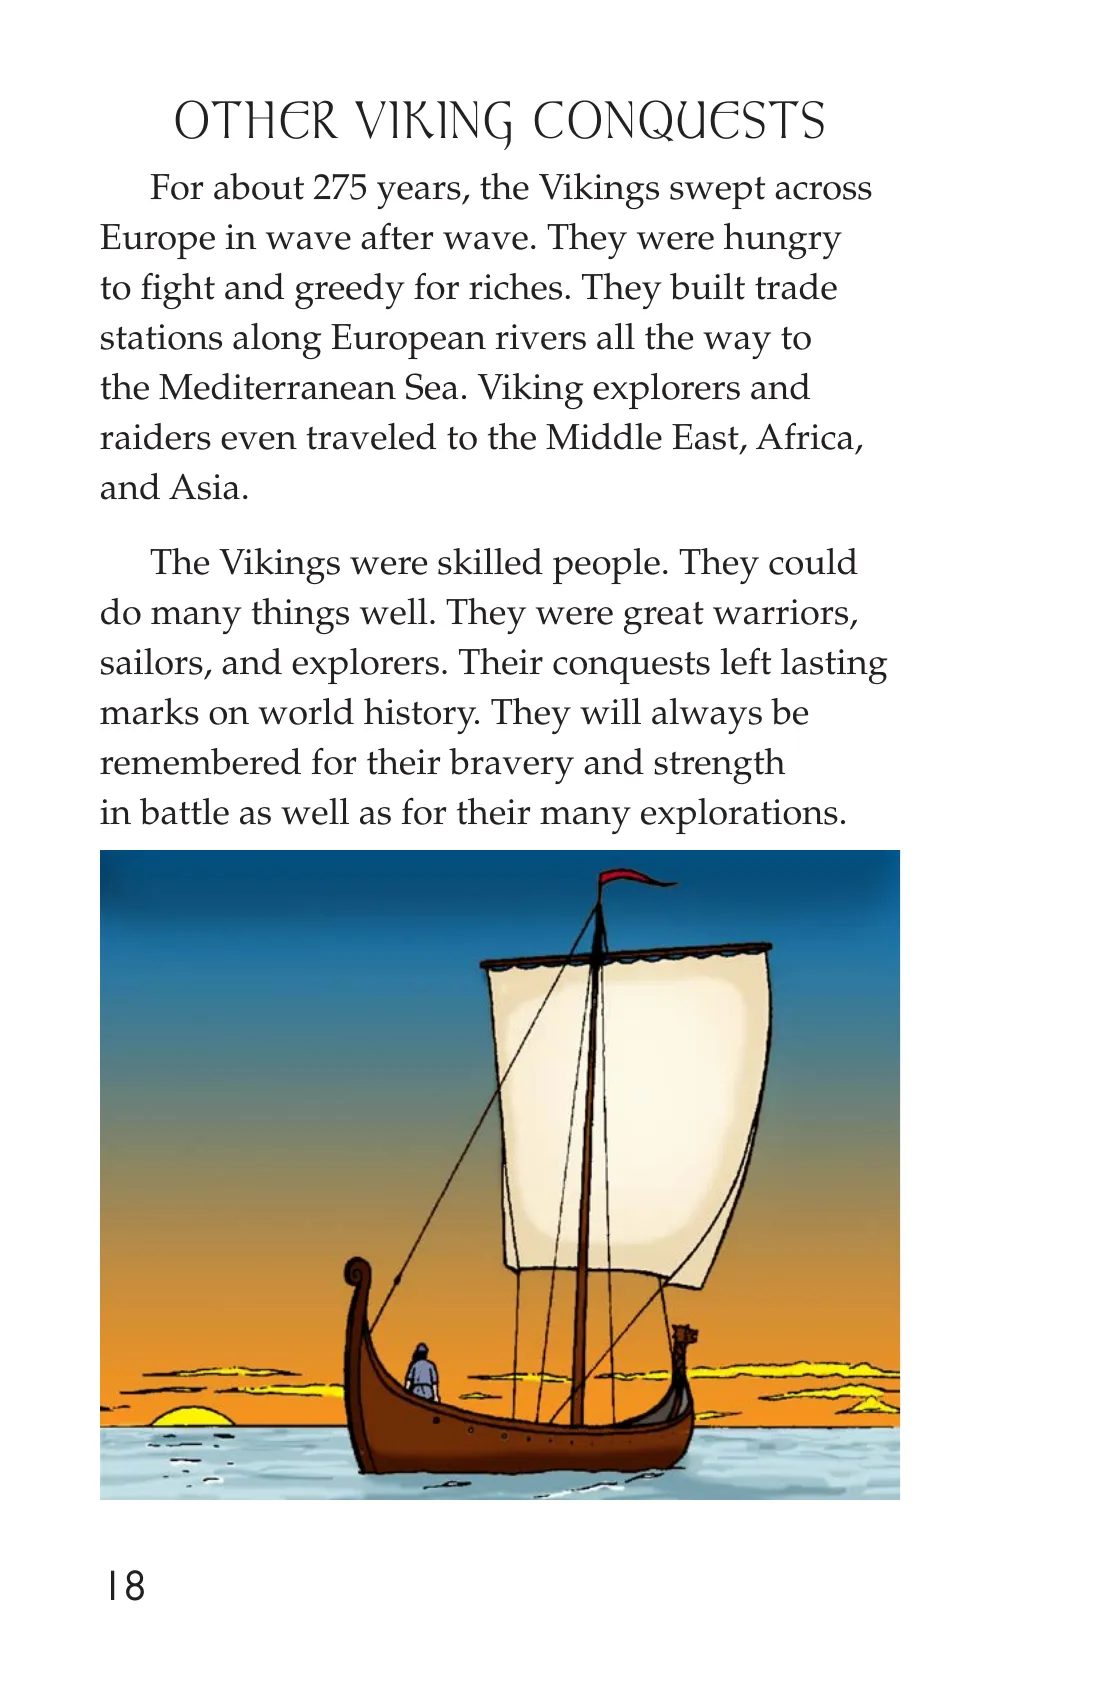 OTHER VIKING CONQUESTS
For about 275 years, the Vikings swept across
Europe in wave after wave. They were hungry
to fight and greedy for riches. They built trade
stations along European rivers all the way to
the Mediterranean Sea. Viking explorers and
raiders even traveled to the Middle East, Africa,
and Asia.
The Vikings were skilled people. They could
do many things well. They were great warriors,
sailors, and explorers. Their conquests left lasting
marks on world history. They will always be
remembered for their bravery and strength
in battle as well as for their many explorations.
18